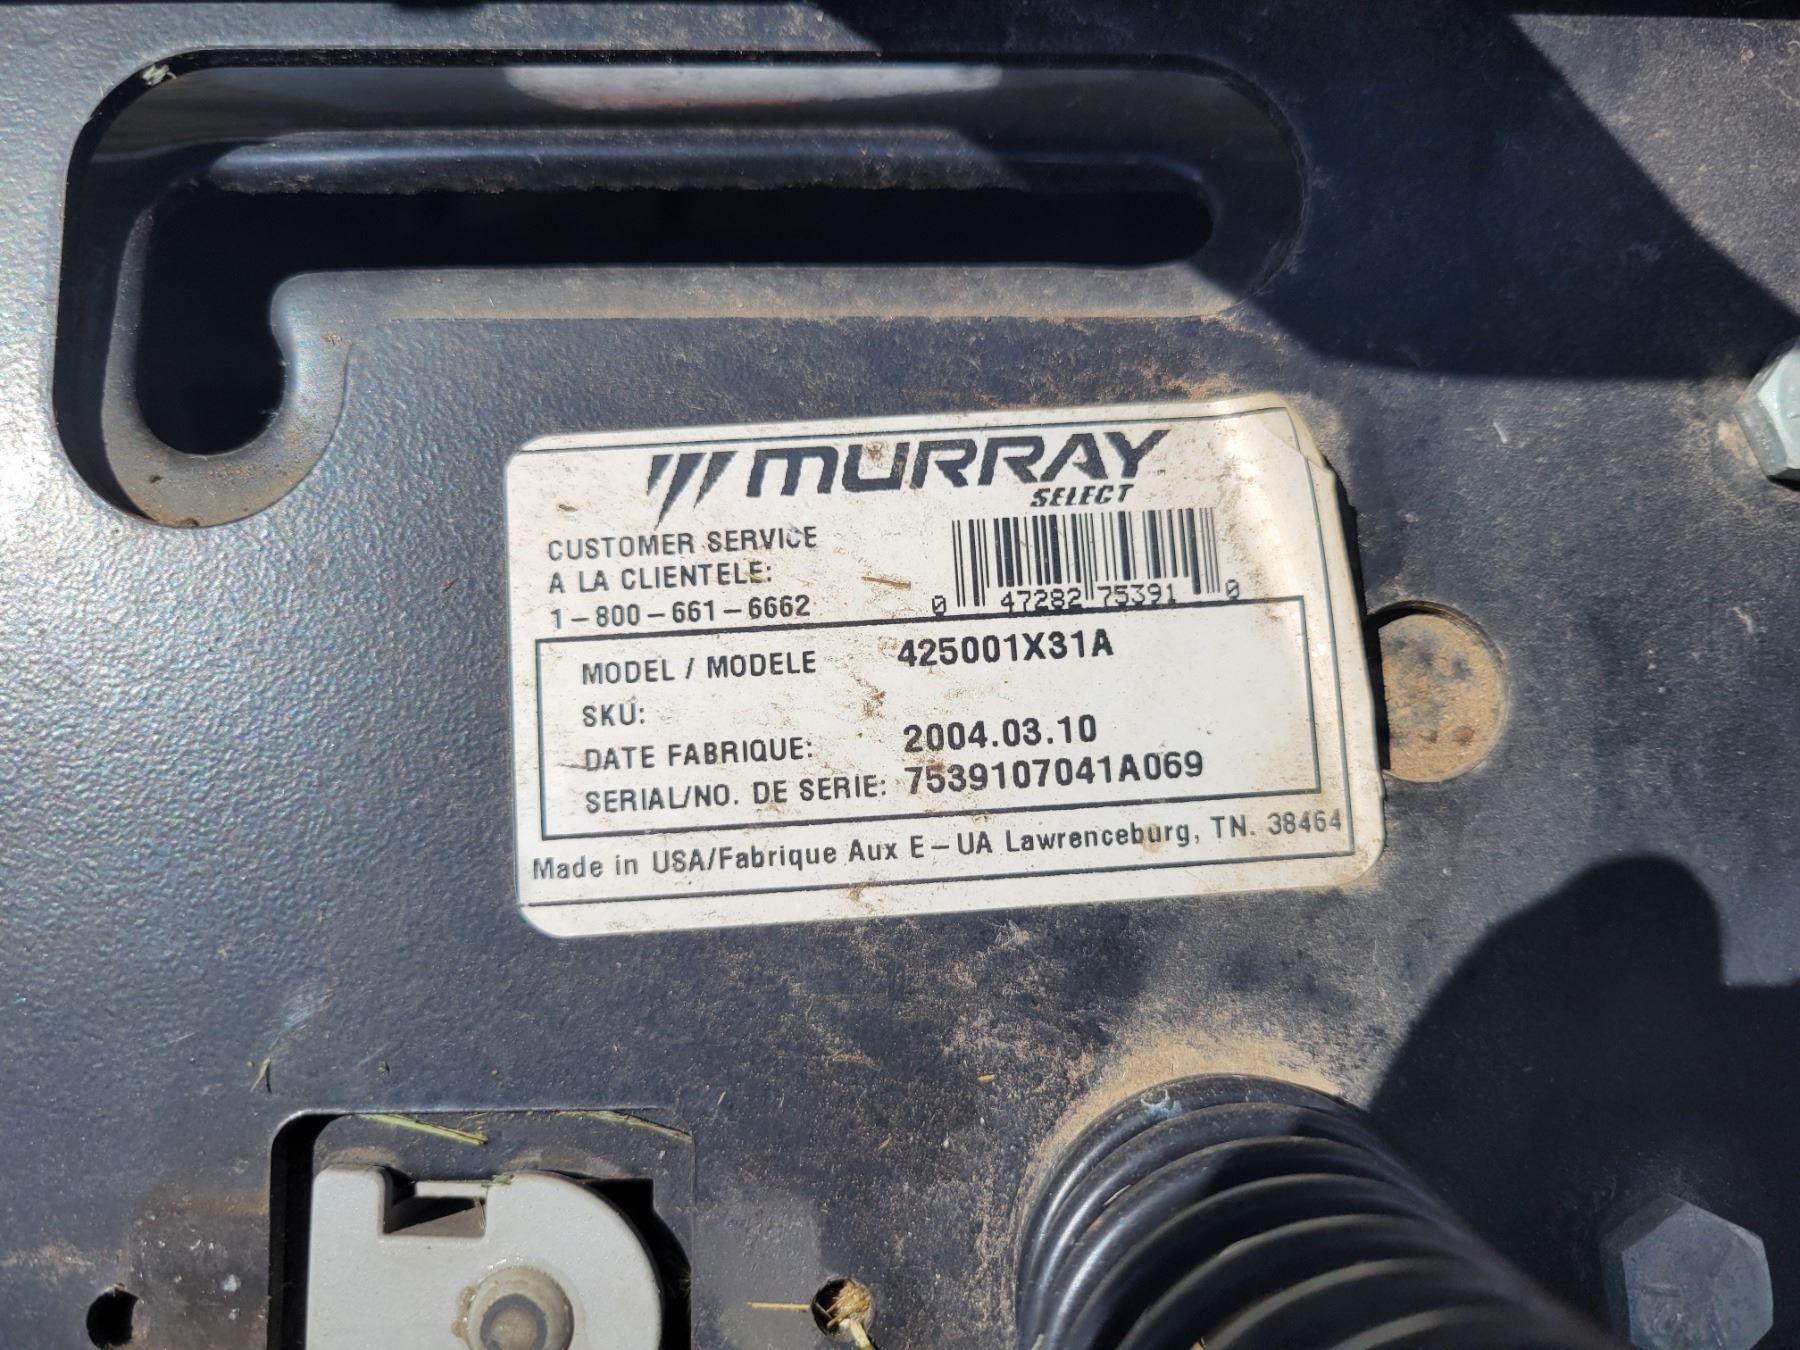 MURRAY
SELECT
CUSTOMER SERVICE
A LA CLIENTELE:
1-800-661-6662
0 47282 75391 0
MODEL / MODELE 425001X31A
SKU:
DATE FABRIQUE: 2004.03.10
SERIAL/NO. DE SERIE: 7539107041A069
Made in USA/Fabrique Aux E-UA Lawrenceburg, TN. 38464